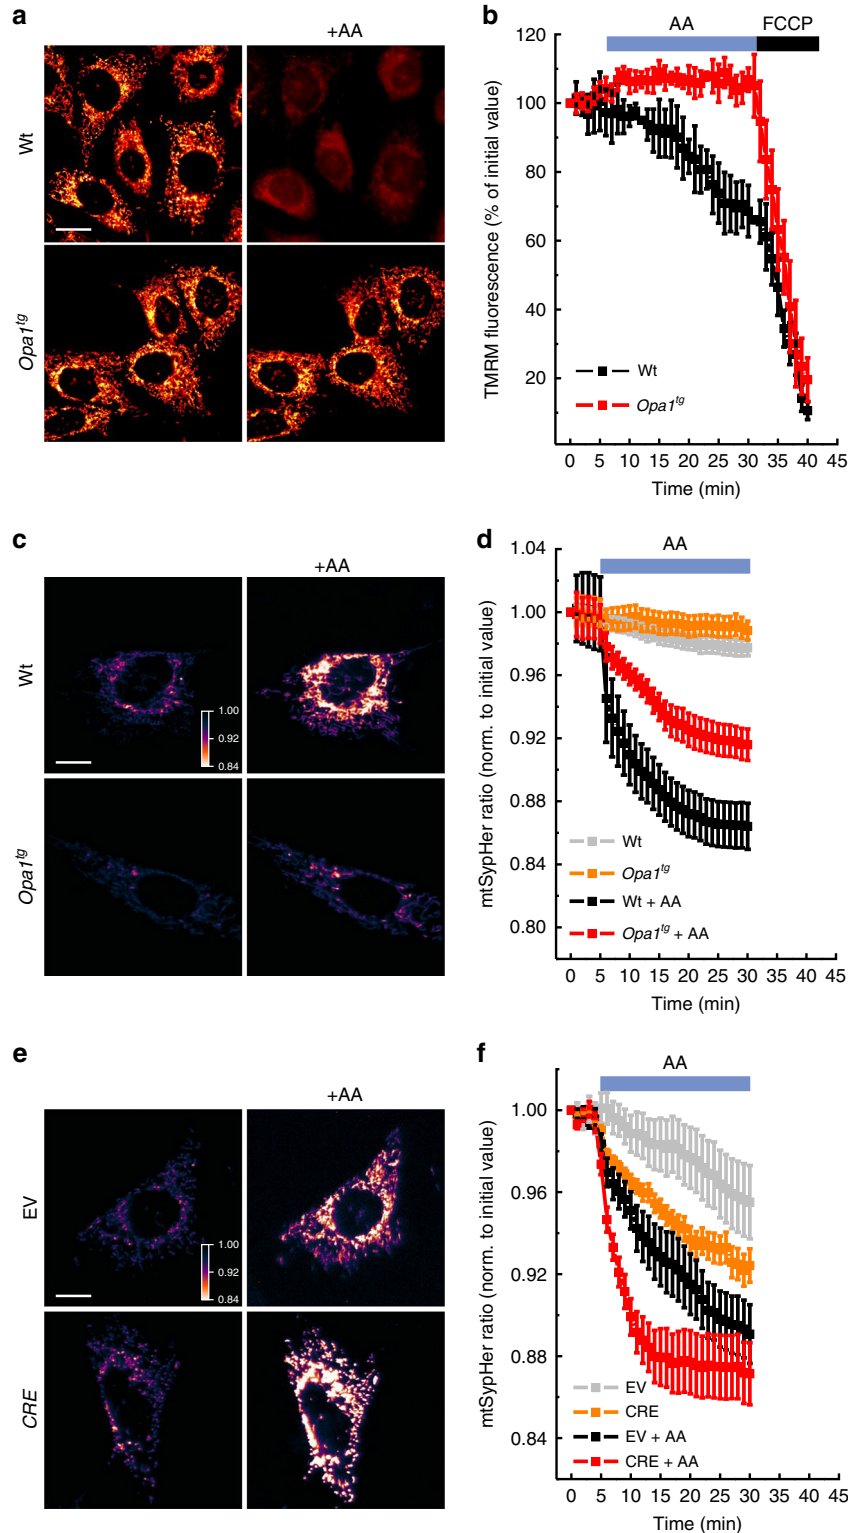 a
+AA
Wt
Opa1tg
b
AA
FCCP
TMRM fluorescence (% of initial value)
120
100
80
60
40
20
Wt
Opa1tg
0 5 10 15 20 25 30 35 40 45
Time (min)
c
+AA
Wt
1.00
0.92
0.84
Opa1tg
d
AA
mtSypHer ratio (norm. to initial value)
1.04
1.00
0.96
0.92
0.88
0.84
0.80
Wt
Opa1tg
Wt + AA
Opa1tg + AA
0 5 10 15 20 25 30 35 40 45
Time (min)
e
+AA
EV
1.00
0.92
0.84
CRE
f
AA
mtSypHer ratio (norm. to initial value)
1.00
0.96
0.92
0.88
0.84
EV
CRE
EV + AA
CRE + AA
0 5 10 15 20 25 30 35 40 45
Time (min)